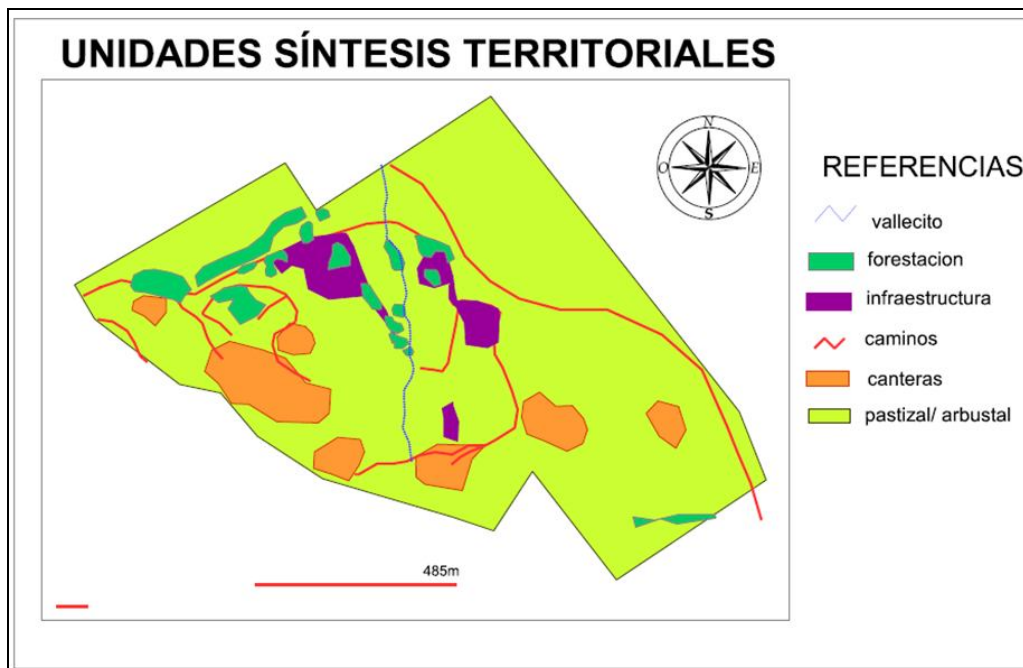 UNIDADES SÍNTESIS TERRITORIALES
N
O
E
S
REFERENCIAS
vallecito
forestacion
infraestructura
caminos
canteras
pastizal/ arbustal
485m